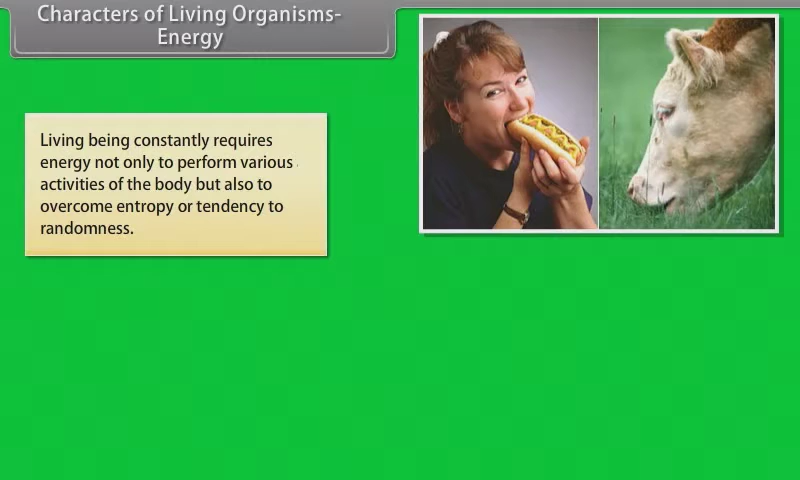 Characters of Living Organisms-
Energy
Living being constantly requires
energy not only to perform various
activities of the body but also to
overcome entropy or tendency to
randomness.